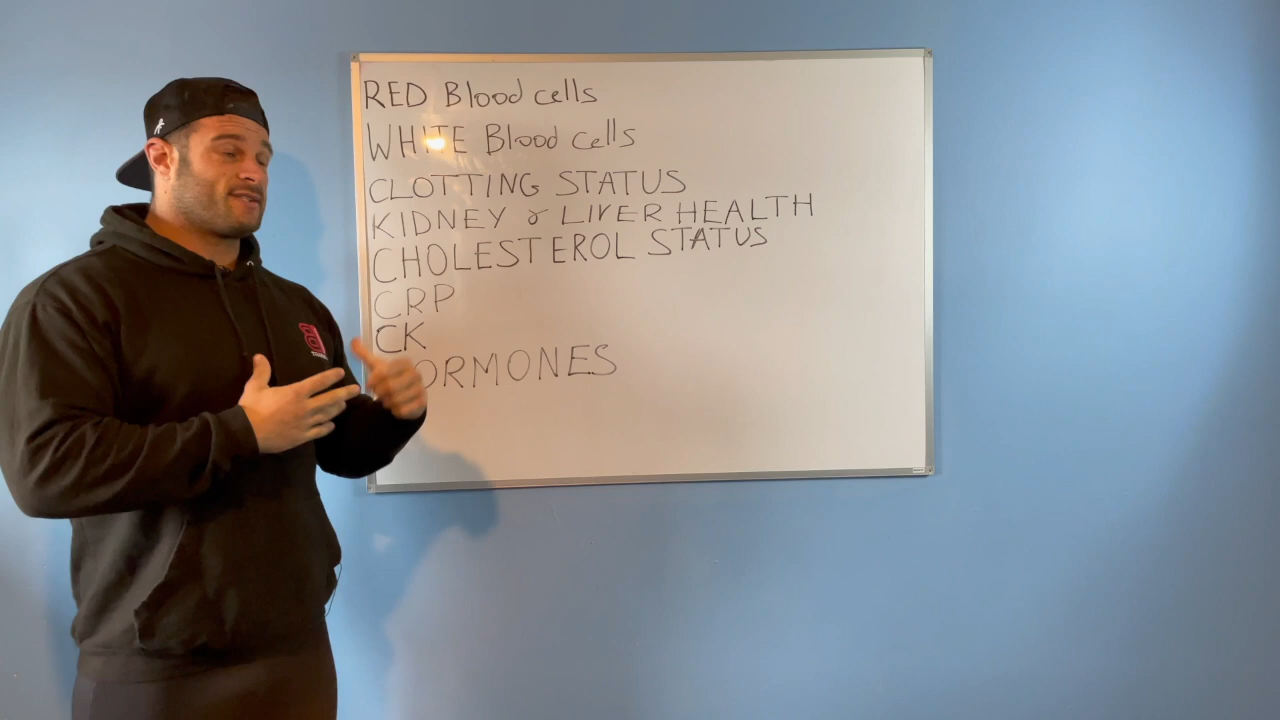 RED Blood cells
WHITE Blood cells
CLOTTING STATUS
KIDNEY & LIVER HEALTH
CHOLESTEROL STATUS
CRP
CK
ORMONES